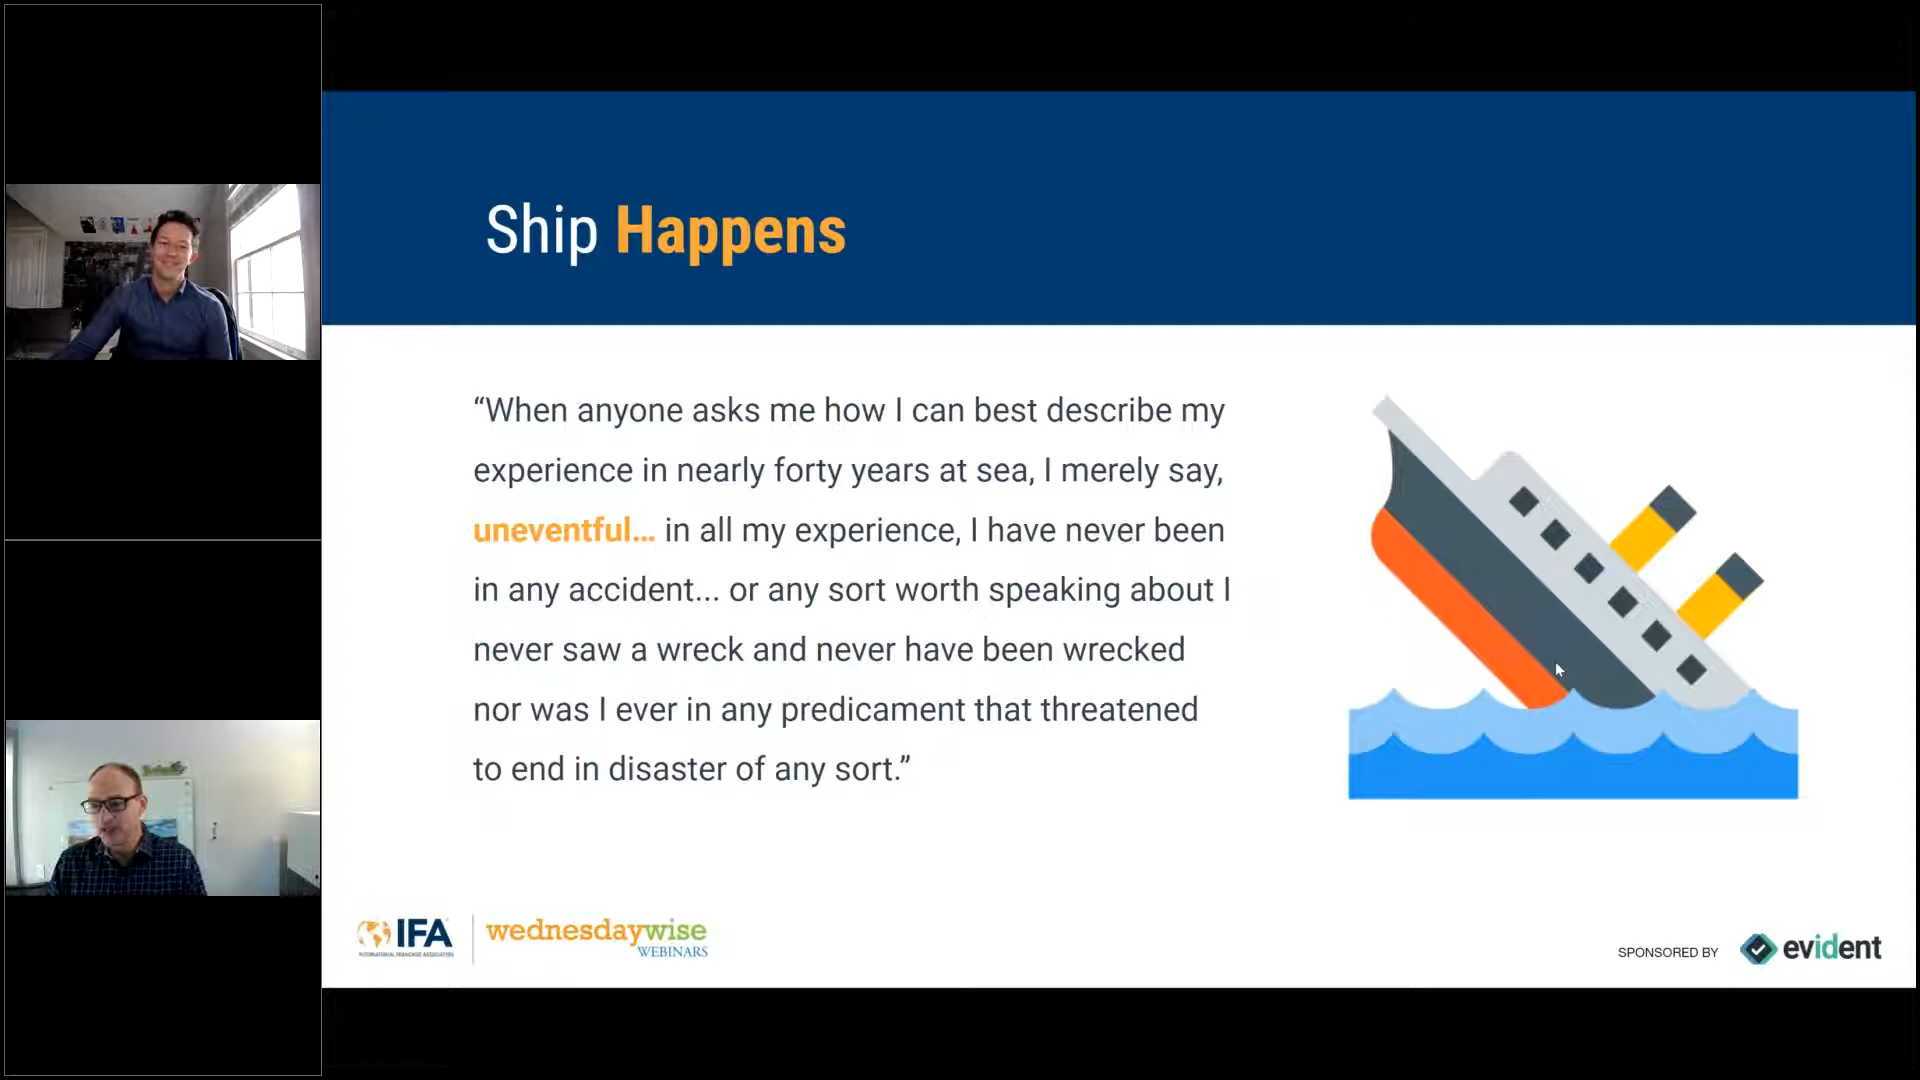 Ship Happens
“When anyone asks me how I can best describe my
experience in nearly forty years at sea, I merely say,
uneventful... in all my experience, I have never been
in any accident... or any sort worth speaking about I
never saw a wreck and never have been wrecked
nor was I ever in any predicament that threatened
to end in disaster of any sort.”
IFA
INTERNATIONAL FRANCHISE ASSOCIATION
wednesdaywise
WEBINARS
SPONSORED BY
evident